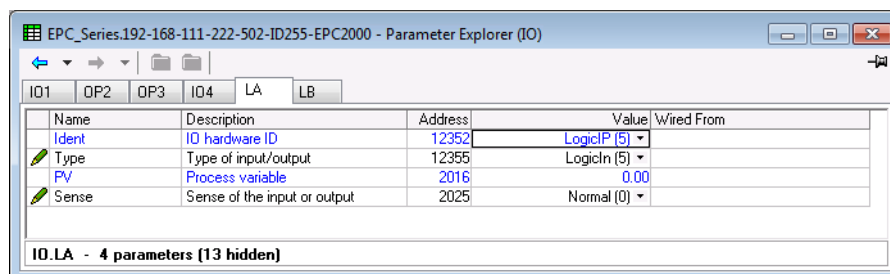 EPC_Series.192-168-111-222-502-ID255-EPC2000 - Parameter Explorer (IO)
IO1 OP2 OP3 IO4 LA LB
Name Description Address Value Wired From
Ident IO hardware ID 12352 LogicIP (5)
Type Type of input/output 12355 LogicIn (5)
PV Process variable 2016 0.00
Sense Sense of the input or output 2025 Normal (0)
IO.LA - 4 parameters (13 hidden)